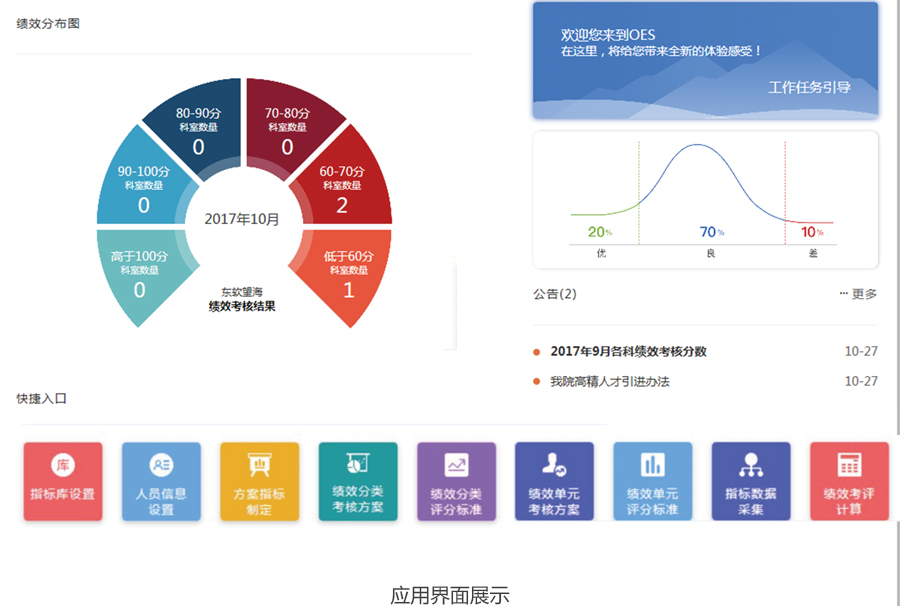 绩效分布图
80-90分
科室数量
0
70-80分
科室数量
0
90-100分
科室数量
0
60-70分
科室数量
2
2017年10月
高于100分
科室数量
0
低于60分
科室数量
1
东软望海
绩效考核结果
欢迎您来到OES
在这里，将给您带来全新的体验感受！
工作任务引导
20%
70%
10%
优
良
差
公告(2)
··· 更多
2017年9月各科绩效考核分数
10-27
我院高精人才引进办法
10-27
快捷入口
库
指标库设置
人员信息
设置
方案指标
制定
绩效分类
考核方案
绩效分类
评分标准
绩效单元
考核方案
绩效单元
评分标准
指标数据
采集
绩效考评
计算
应用界面展示